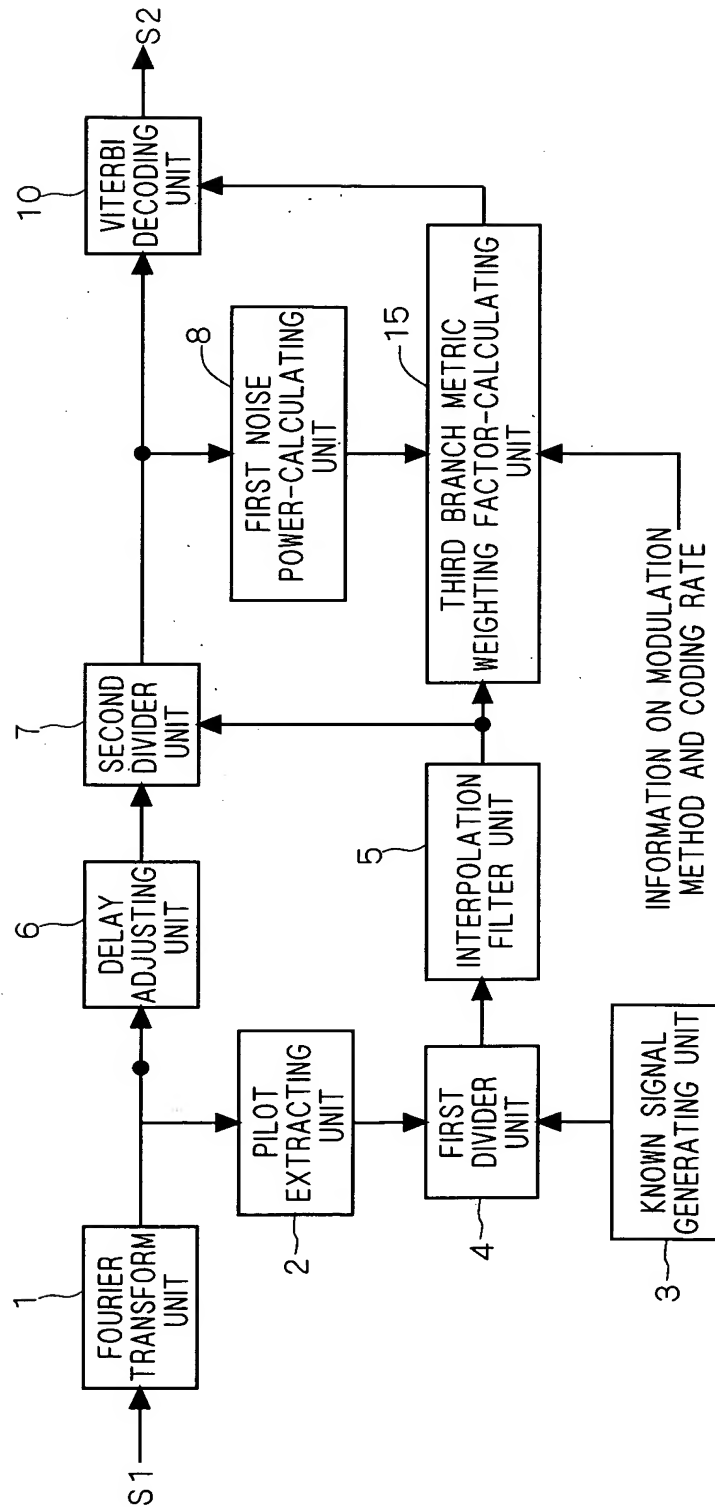 S1
1
FOURIER
TRANSFORM
UNIT
6
DELAY
ADJUSTING
UNIT
7
SECOND
DIVIDER
UNIT
10
VITERBI
DECODING
UNIT
S2
PILOT
EXTRACTING
UNIT
2
8
FIRST NOISE
POWER-CALCULATING
UNIT
FIRST
DIVIDER
UNIT
4
5
INTERPOLATION
FILTER UNIT
15
THIRD BRANCH METRIC
WEIGHTING FACTOR-CALCULATING
UNIT
KNOWN SIGNAL
GENERATING UNIT
3
INFORMATION ON MODULATION
METHOD AND CODING RATE